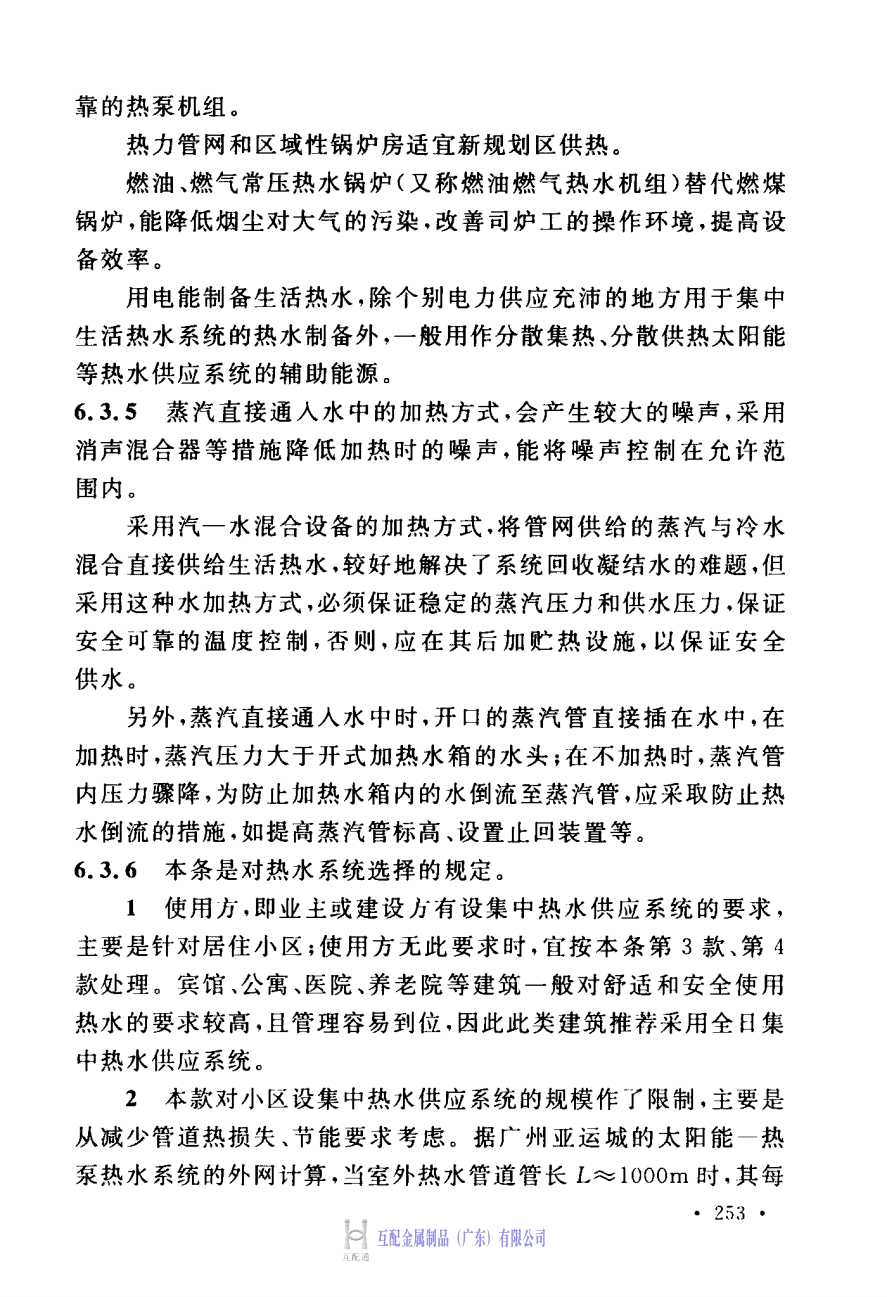 靠的热泵机组。
热力管网和区域性锅炉房适宜新规划区供热。
燃油、燃气常压热水锅炉(又称燃油燃气热水机组)替代燃煤
锅炉,能降低烟尘对大气的污染,改善司炉工的操作环境,提高设
备效率。
用电能制备生活热水,除个别电力供应充沛的地方用于集中
生活热水系统的热水制备外,一般用作分散集热、分散供热太阳能
等热水供应系统的辅助能源。
6.3.5 蒸汽直接通入水中的加热方式,会产生较大的噪声,采用
消声混合器等措施降低加热时的噪声,能将噪声控制在允许范
围内。
采用汽—水混合设备的加热方式,将管网供给的蒸汽与冷水
混合直接供给生活热水,较好地解决了系统回收凝结水的难题,但
采用这种水加热方式,必须保证稳定的蒸汽压力和供水压力,保证
安全可靠的温度控制,否则,应在其后加贮热设施,以保证安全
供水。
另外,蒸汽直接通入水中时,开口的蒸汽管直接插在水中,在
加热时,蒸汽压力大于开式加热水箱的水头;在不加热时,蒸汽管
内压力骤降,为防止加热水箱内的水倒流至蒸汽管,应采取防止热
水倒流的措施,如提高蒸汽管标高、设置止回装置等。
6.3.6 本条是对热水系统选择的规定。
1 使用方,即业主或建设方有设集中热水供应系统的要求,
主要是针对居住小区;使用方无此要求时,宜按本条第 3 款、第 4
款处理。宾馆、公寓、医院、养老院等建筑一般对舒适和安全使用
热水的要求较高,且管理容易到位,因此此类建筑推荐采用全日集
中热水供应系统。
2 本款对小区设集中热水供应系统的规模作了限制,主要是
从减少管道热损失、节能要求考虑。据广州亚运城的太阳能—热
泵热水系统的外网计算,当室外热水管道管长 L≈1000m 时,其每
• 253 •
互配金属制品(广东)有限公司
互配通